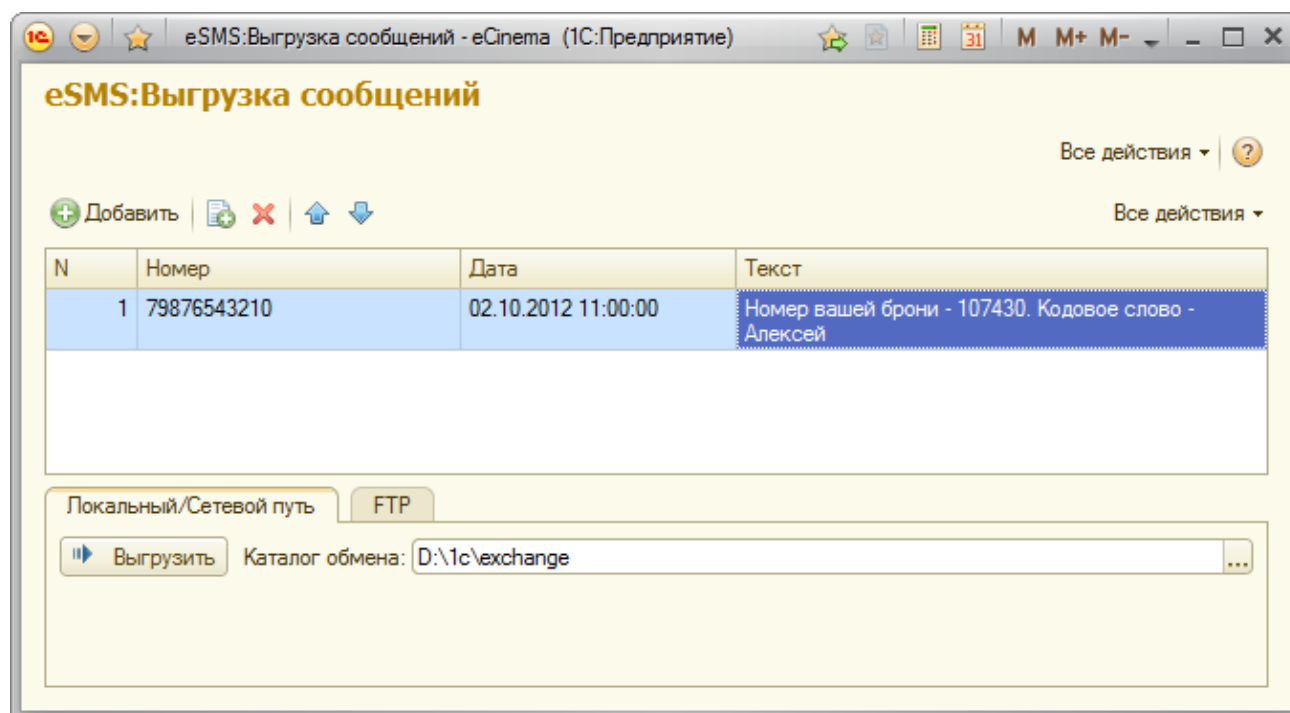 eSMS:Выгрузка сообщений - eCinema (1С:Предприятие) 31 M M+ M-
eSMS:Выгрузка сообщений
Все действия ?
Добавить Все действия
N Номер Дата Текст
1 79876543210 02.10.2012 11:00:00 Номер вашей брони - 107430. Кодовое слово -
Алексей
Локальный/Сетевой путь FTP
Выгрузить Каталог обмена: D:\1c\exchange ...